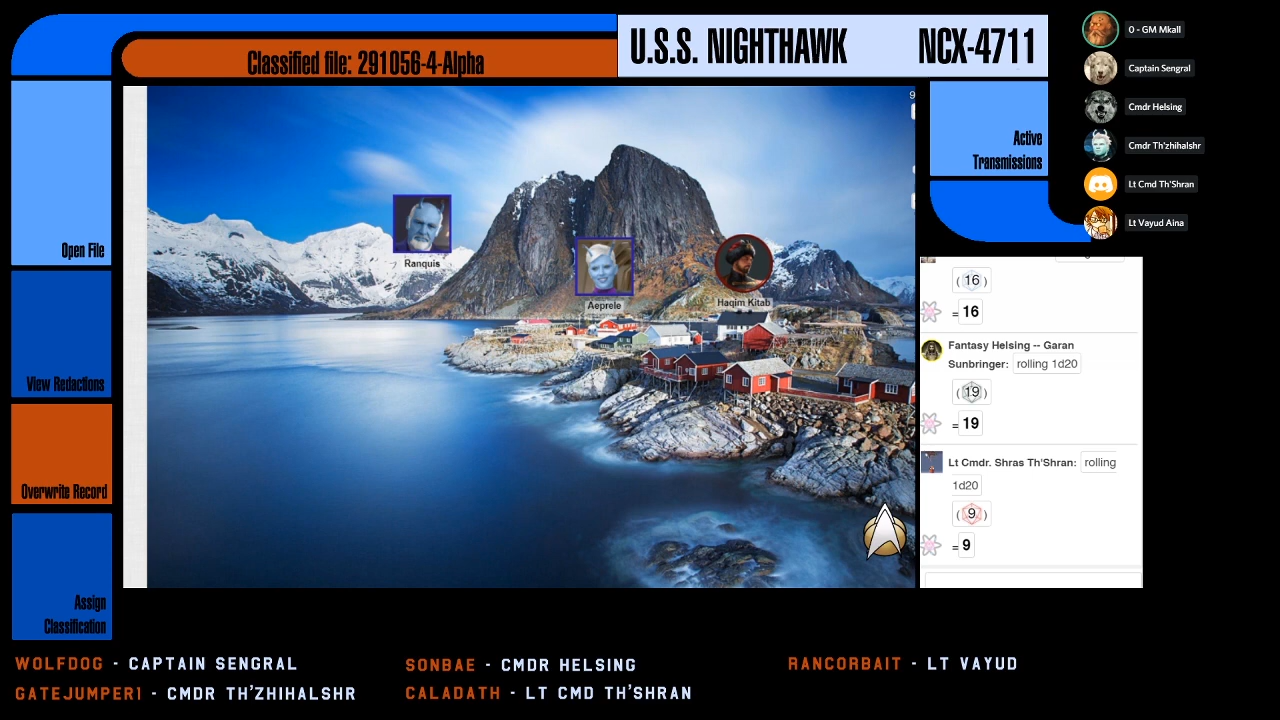 Classified file: 291056-4-Alpha
U.S.S. NIGHTHAWK NCX-4711
Open File
View Redactions
Overwrite Record
Assign
Classification
Active
Transmissions
0 - GM Mkall
Captain Sengral
Cmdr Helsing
Cmdr Th'zhihalshr
Lt Cmd Th'Shran
Lt Vayud Aina
9
Ranquis
Aeprele
Haqim Kitab
(16)
=16
Fantasy Helsing -- Garan
Sunbringer: rolling 1d20
(19)
=19
Lt Cmdr. Shras Th'Shran: rolling
1d20
(9)
=9
WOLFDOG - CAPTAIN SENGRAL
SONBAE - CMDR HELSING
RANCORBAIT - LT VAYUD
GATEJUMPER1 - CMDR TH'ZHIHALSHR
CALADATH - LT CMD TH'SHRAN